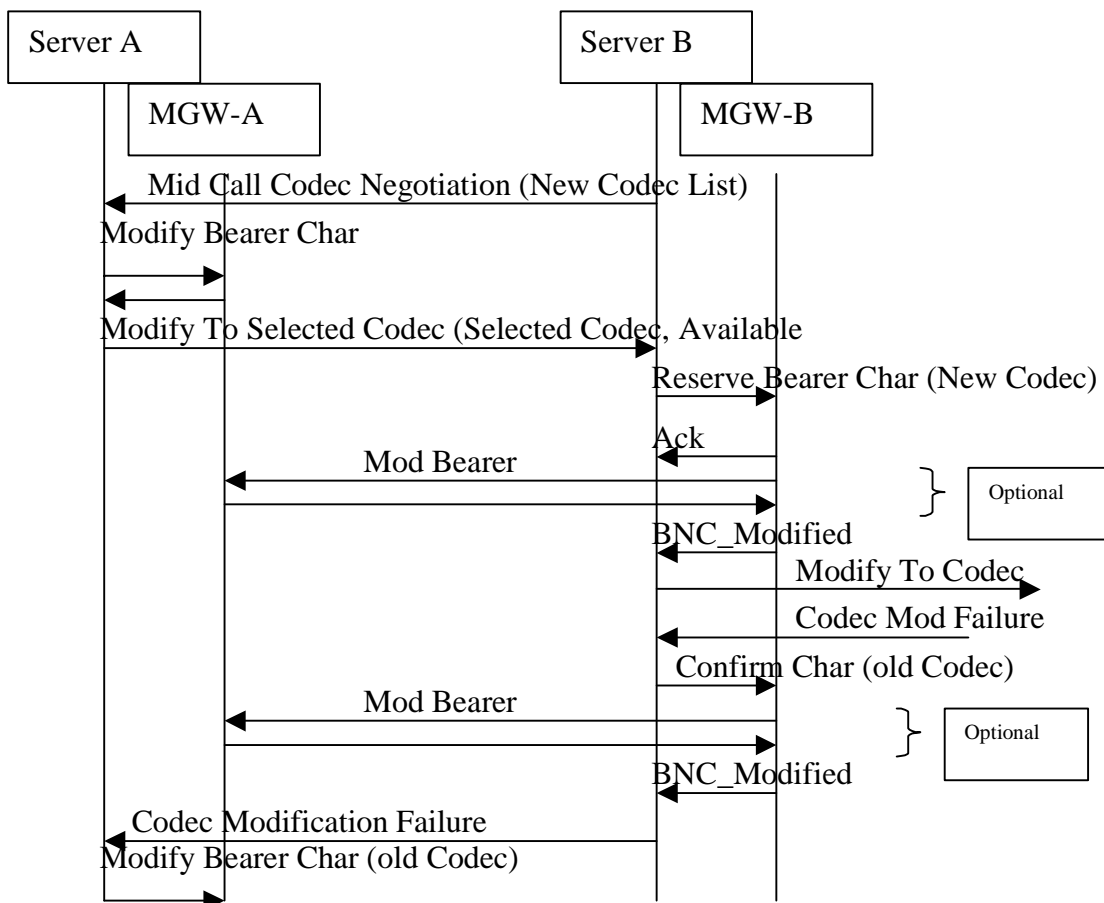 Server A
Server B
MGW-A
MGW-B
Mid Call Codec Negotiation (New Codec List)
Modify Bearer Char
Modify To Selected Codec (Selected Codec, Available
Reserve Bearer Char (New Codec)
Ack
Mod Bearer
Optional
BNC_Modified
Modify To Codec
Codec Mod Failure
Confirm Char (old Codec)
Mod Bearer
Optional
BNC_Modified
Codec Modification Failure
Modify Bearer Char (old Codec)